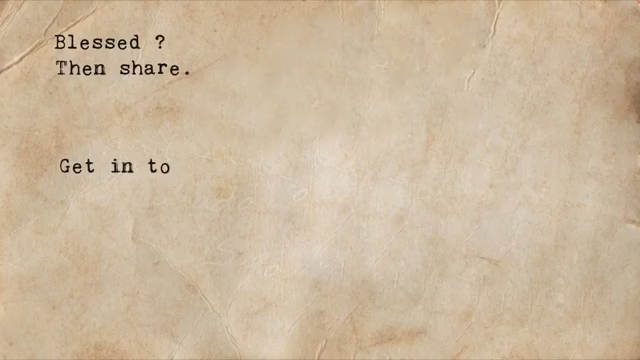 Blessed ?
Then share.
Get in to